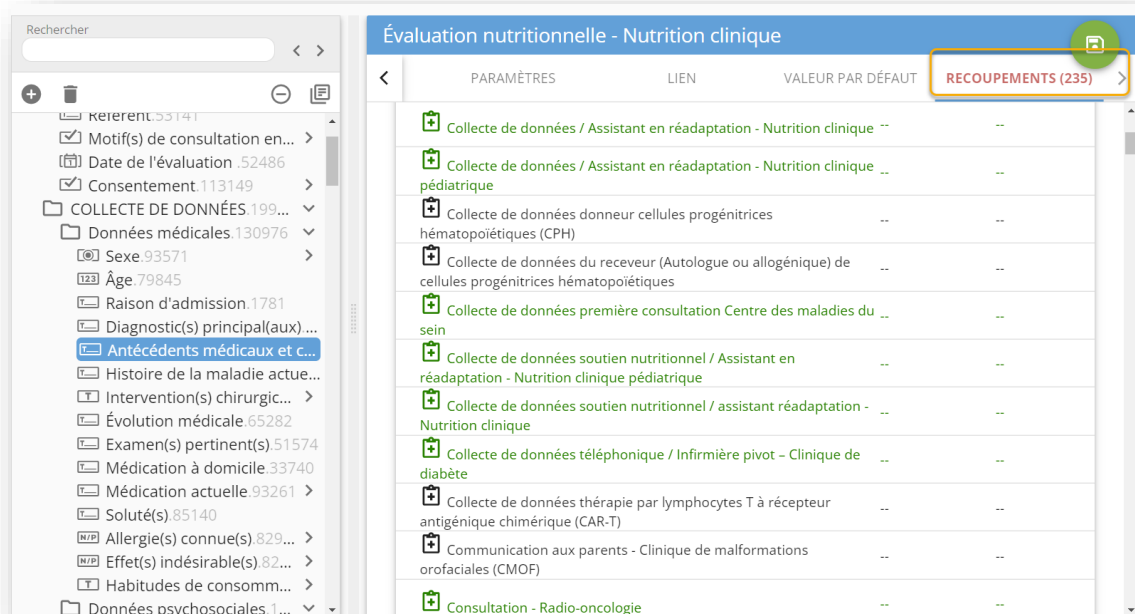 Rechercher
Référent.53141
Motif(s) de consultation en...
Date de l'évaluation .52486
Consentement.113149
COLLECTE DE DONNÉES.199...
Données médicales.130976
Sexe.93571
123 Âge.79845
Raison d'admission.1781
Diagnostic(s) principal(aux)....
Antécédents médicaux et c...
Histoire de la maladie actue...
Intervention(s) chirurgic...
Évolution médicale.65282
Examen(s) pertinent(s).51574
Médication à domicile.33740
Médication actuelle.93261
Soluté(s).85140
N/P Allergie(s) connue(s).829...
N/P Effet(s) indésirable(s).82...
Habitudes de consomm...
Données psychosociales.1...
Évaluation nutritionnelle - Nutrition clinique
PARAMÈTRES LIEN VALEUR PAR DÉFAUT RECOUPEMENTS (235)
Collecte de données / Assistant en réadaptation - Nutrition clinique -- --
Collecte de données / Assistant en réadaptation - Nutrition clinique -- --
pédiatrique
Collecte de données donneur cellules progénitrices -- --
hématopoïétiques (CPH)
Collecte de données du receveur (Autologue ou allogénique) de -- --
cellules progénitrices hématopoïétiques
Collecte de données première consultation Centre des maladies du -- --
sein
Collecte de données soutien nutritionnel / Assistant en -- --
réadaptation - Nutrition clinique pédiatrique
Collecte de données soutien nutritionnel / assistant réadaptation - -- --
Nutrition clinique
Collecte de données téléphonique / Infirmière pivot – Clinique de -- --
diabète
Collecte de données thérapie par lymphocytes T à récepteur -- --
antigénique chimérique (CAR-T)
Communication aux parents - Clinique de malformations -- --
orofaciales (CMOF)
Consultation - Radio-oncologie -- --